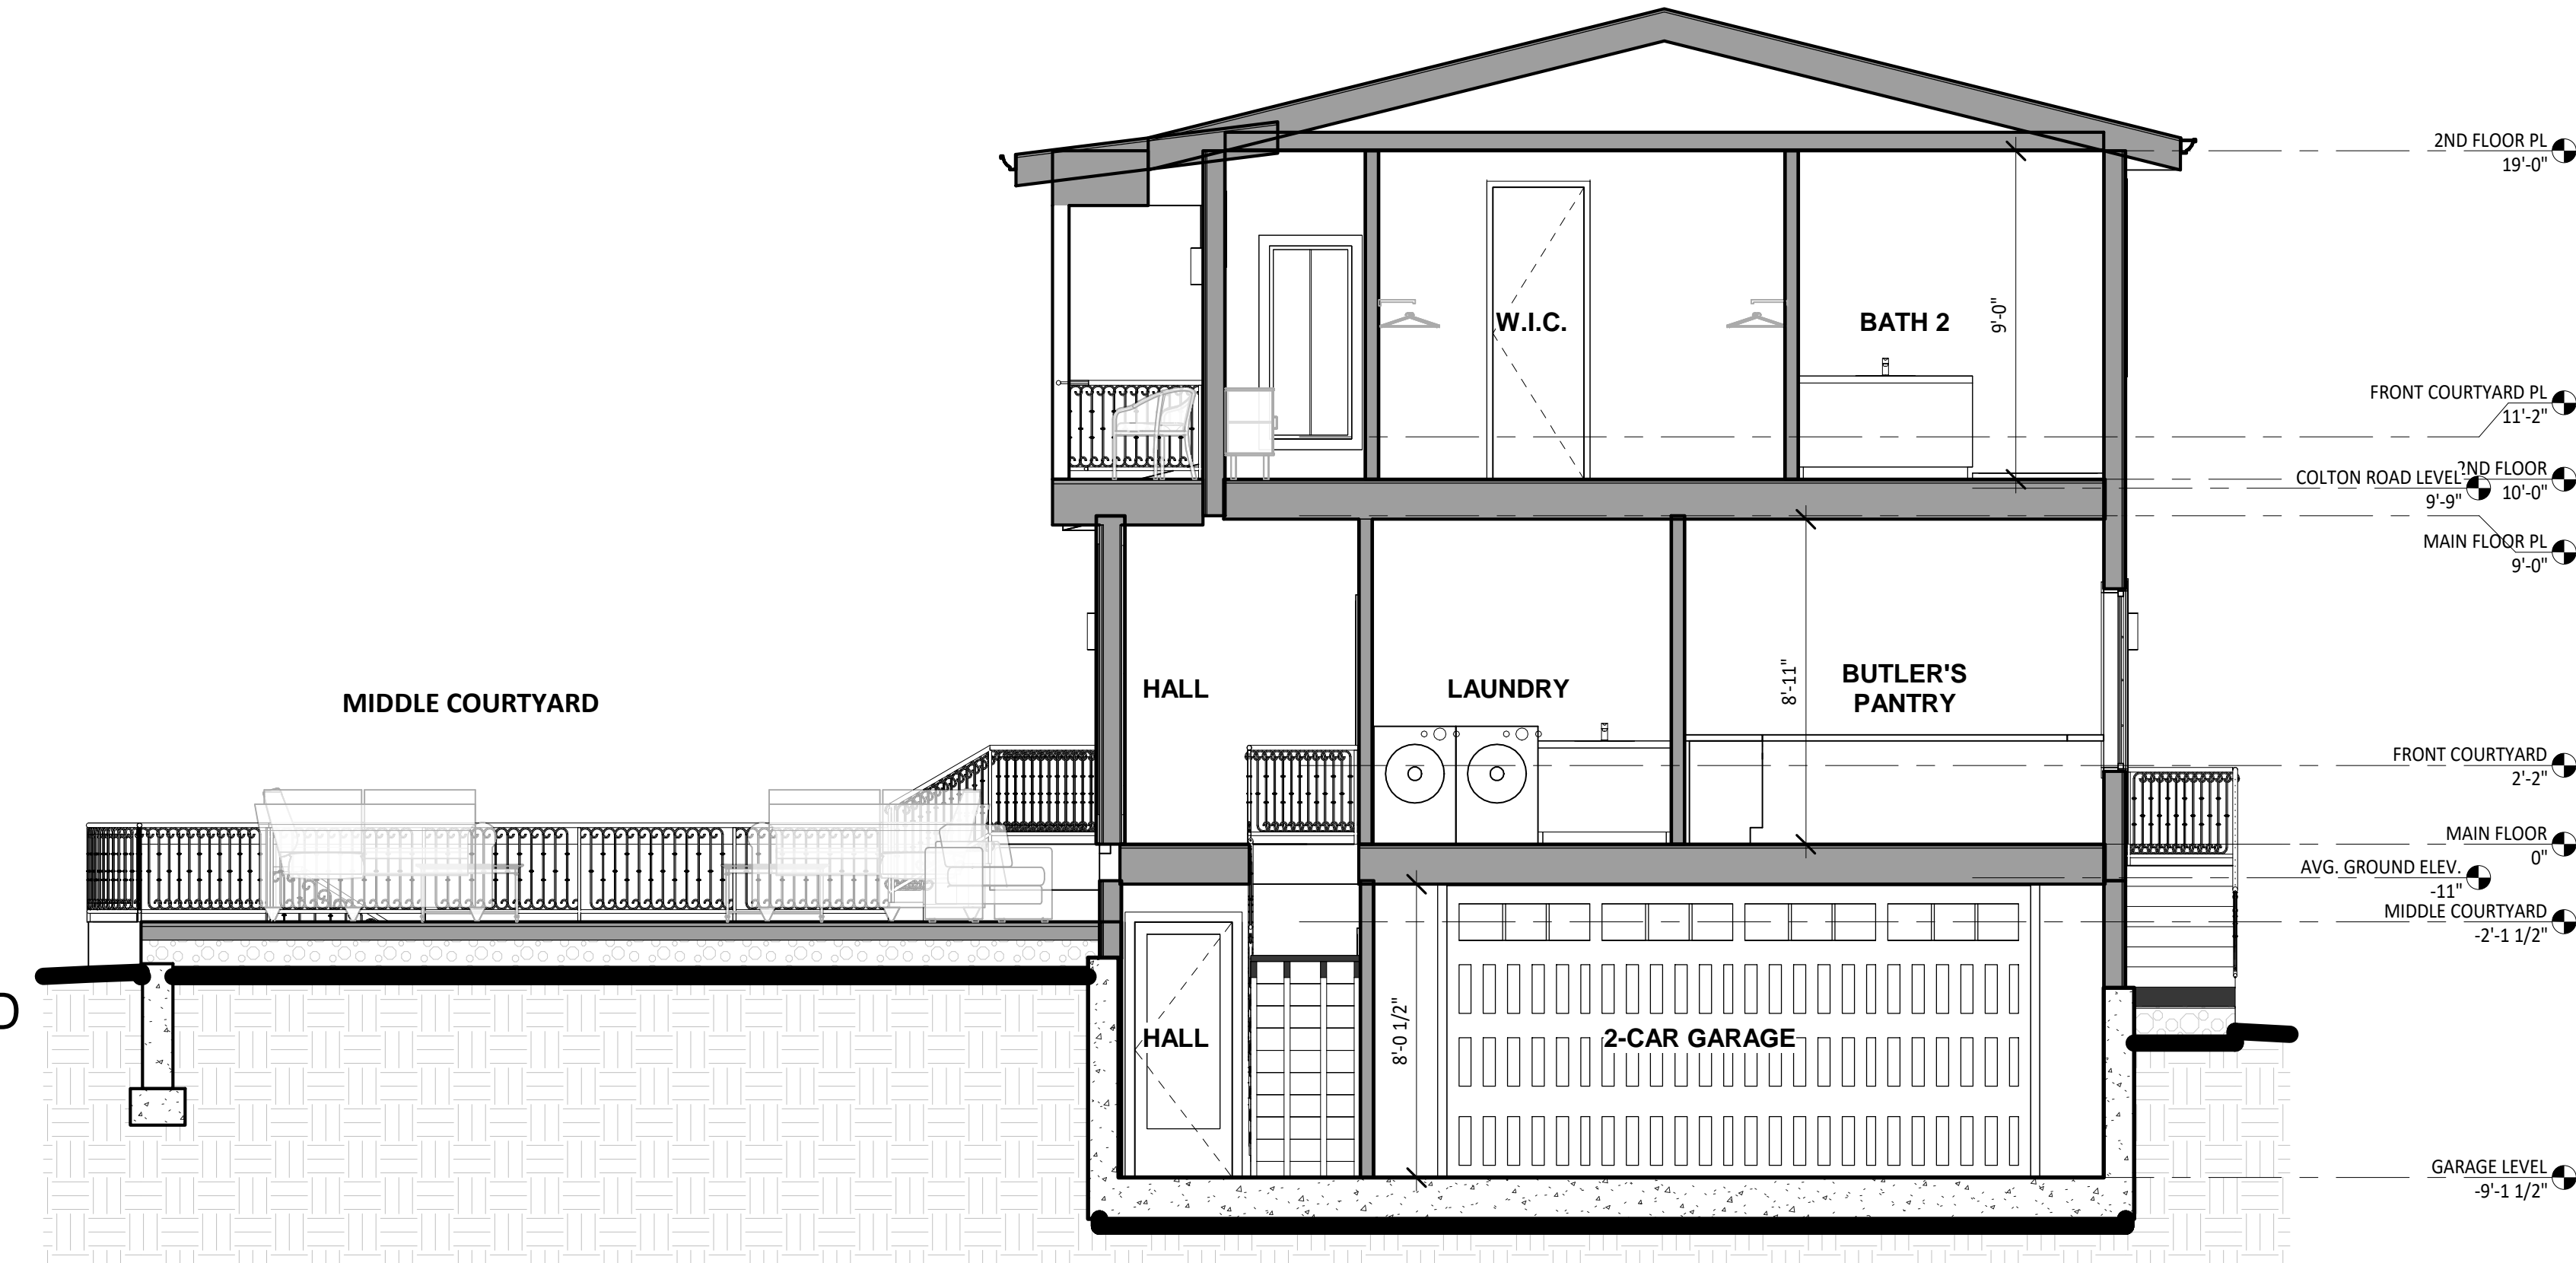 2ND FLOOR PL
19'-0"
W.I.C.
BATH 2
9'-0"
FRONT COURTYARD PL
11'-2"
2ND FLOOR
10'-0"
COLTON ROAD LEVEL
9'-9"
MAIN FLOOR PL
9'-0"
MIDDLE COURTYARD
HALL
LAUNDRY
8'-11"
BUTLER'S
PANTRY
FRONT COURTYARD
2'-2"
MAIN FLOOR
0"
AVG. GROUND ELEV.
-11"
MIDDLE COURTYARD
-2'-1 1/2"
D
HALL
8'-0 1/2"
2-CAR GARAGE
GARAGE LEVEL
-9'-1 1/2"